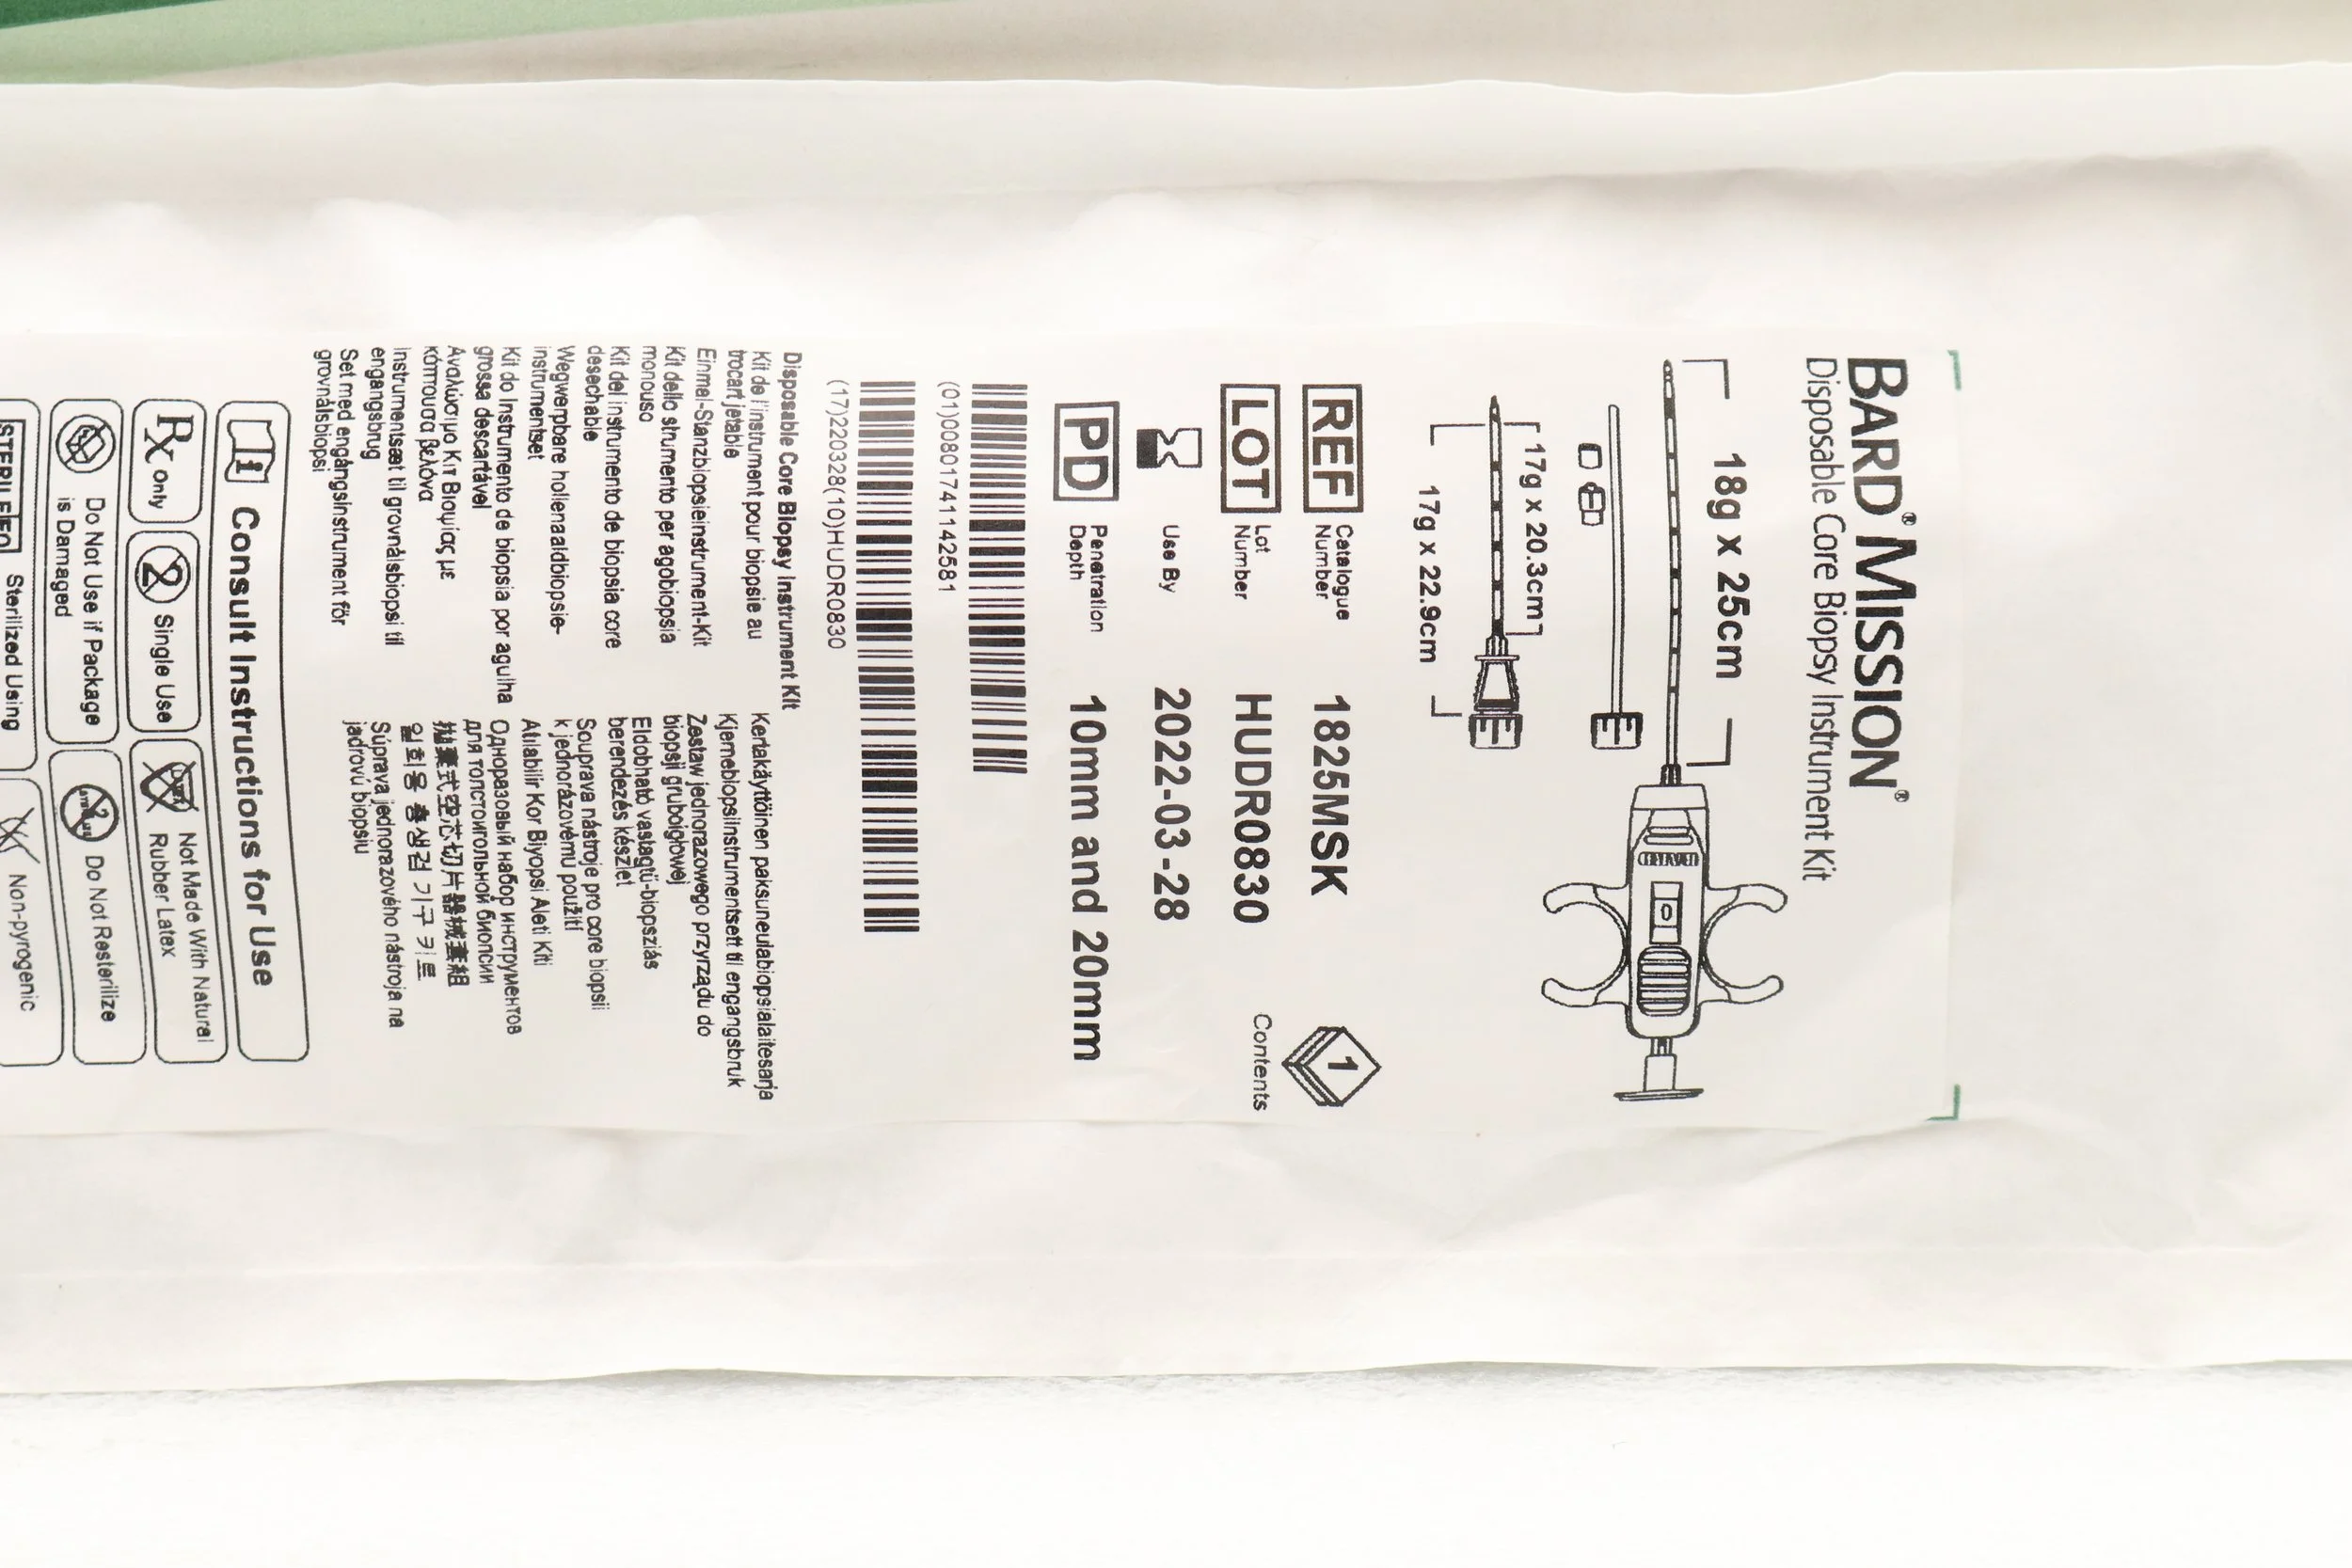 BARD® MISSION®
Disposable Core Biopsy Instrument Kit
18g x 25cm
17g x 20.3cm
17g x 22.9cm
REF Catalogue Number 1825MSK
1 Contents
LOT Lot Number HUDR0830
Use By 2022-03-28
PD Penetration Depth 10mm and 20mm
(01)00801741142581
(17)220328(10)HUDR0830
Disposable Core Biopsy Instrument Kit
Kit de l'instrument pour biopsie au
trocart jetable
Einmal-Stanzbiopsieinstrument-Kit
Kit dello strumento per agobiopsia
monouso
Kit del instrumento de biopsia core
desechable
Wegwerpbare hollenaaldbiopsie-
instrumentset
Kit do Instrumento de biopsia por agulha
grossa descartável
Αναλώσιμο Κιτ Βιοψίας με
κόπτουσα βελόνα
Instrumentsæt til grovnålsbiopsi til
engangsbrug
Set med engångsinstrument för
grovnålsbiopsi
Kertakäyttöinen paksuneulabiopsialaitesarja
Kjernebiopsiinstrumentsett til engangsbruk
Zestaw jednorazowego przyrządu do
biopsji gruboigłowej
Eldobható vastagtű-biopsziás
berendezés készlet
Souprava nástroje pro core biopsii
k jednorázovému použití
Atılabilir Kor Biyopsi Aleti Kiti
Одноразовый набор инструментов
для толстоигольной биопсии
拋棄式空芯切片器械套組
일회용 총생검 기구 키트
Súprava jednorazového nástroja na
jadrovú biopsiu
Consult Instructions for Use
Rx only
2 Single Use
Not Made With Natural
Rubber Latex
Do Not Use if Package
is Damaged
2 Do Not Resterilize
STERILE EO Sterilized Using
Non-pyrogenic